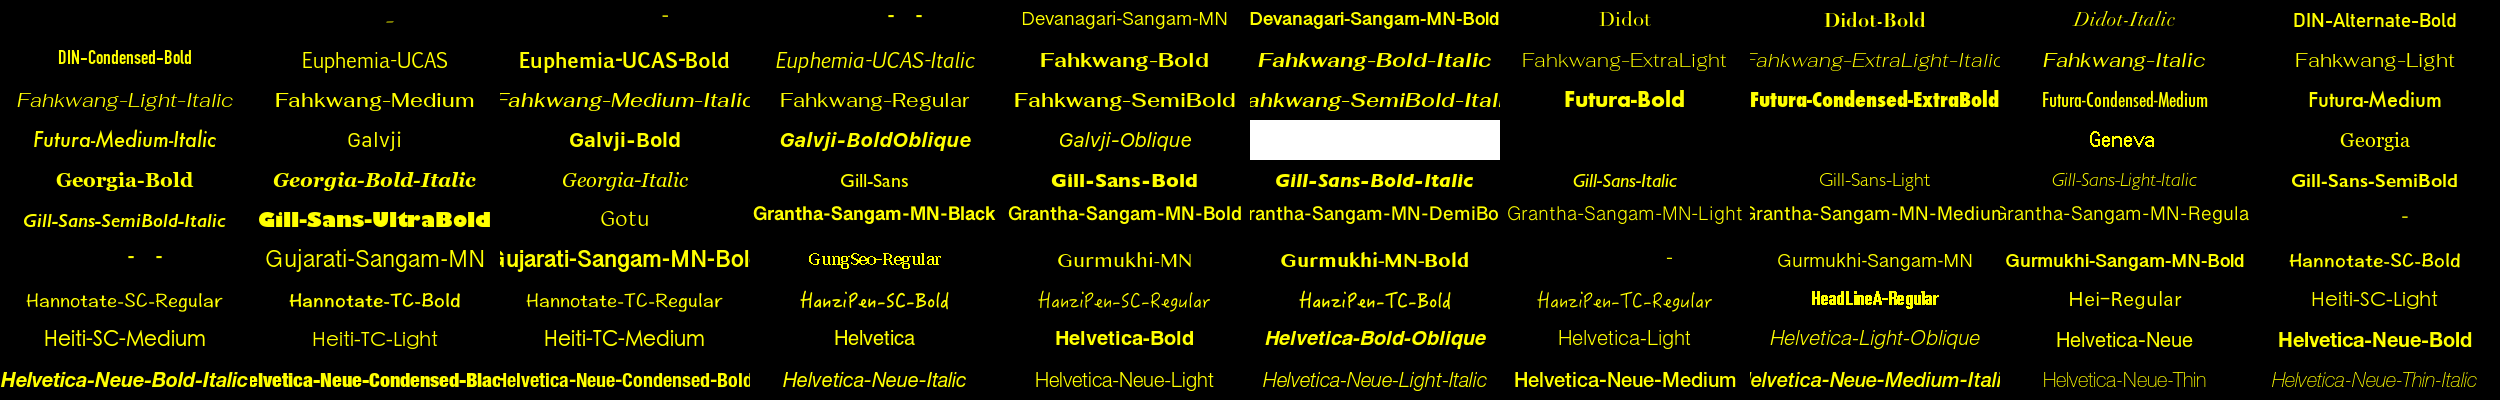 - - - - Devanagari-Sangam-MN Devanagari-Sangam-MN-Bold Didot Didot-Bold Didot-Italic DIN-Alternate-Bold
DIN-Condensed-Bold Euphemia-UCAS Euphemia-UCAS-Bold Euphemia-UCAS-Italic Fahkwang-Bold Fahkwang-Bold-Italic Fahkwang-ExtraLight Fahkwang-ExtraLight-Italic Fahkwang-Italic Fahkwang-Light
Fahkwang-Light-Italic Fahkwang-Medium Fahkwang-Medium-Italic Fahkwang-Regular Fahkwang-SemiBold ahkwang-SemiBold-Ital Futura-Bold Futura-Condensed-ExtraBold Futura-Condensed-Medium Futura-Medium
Futura-Medium-Italic Galvji Galvji-Bold Galvji-BoldOblique Galvji-Oblique Geneva Georgia
Georgia-Bold Georgia-Bold-Italic Georgia-Italic Gill-Sans Gill-Sans-Bold Gill-Sans-Bold-Italic Gill-Sans-Italic Gill-Sans-Light Gill-Sans-Light-Italic Gill-Sans-SemiBold
Gill-Sans-SemiBold-Italic Gill-Sans-UltraBold Gotu Grantha-Sangam-MN-Black Grantha-Sangam-MN-Bold rantha-Sangam-MN-DemiBo Grantha-Sangam-MN-Light Grantha-Sangam-MN-Medium Grantha-Sangam-MN-Regula -
- - Gujarati-Sangam-MN ujarati-Sangam-MN-Bol GungSeo-Regular Gurmukhi-MN Gurmukhi-MN-Bold - Gurmukhi-Sangam-MN Gurmukhi-Sangam-MN-Bold Hannotate-SC-Bold
Hannotate-SC-Regular Hannotate-TC-Bold Hannotate-TC-Regular HanziPen-SC-Bold HanziPen-SC-Regular HanziPen-TC-Bold HanziPen-TC-Regular HeadLineA-Regular Hei-Regular Heiti-SC-Light
Heiti-SC-Medium Heiti-TC-Light Heiti-TC-Medium Helvetica Helvetica-Bold Helvetica-Bold-Oblique Helvetica-Light Helvetica-Light-Oblique Helvetica-Neue Helvetica-Neue-Bold
Helvetica-Neue-Bold-Italic elvetica-Neue-Condensed-Blac Helvetica-Neue-Condensed-Bold Helvetica-Neue-Italic Helvetica-Neue-Light Helvetica-Neue-Light-Italic Helvetica-Neue-Medium elvetica-Neue-Medium-Itali Helvetica-Neue-Thin Helvetica-Neue-Thin-Italic